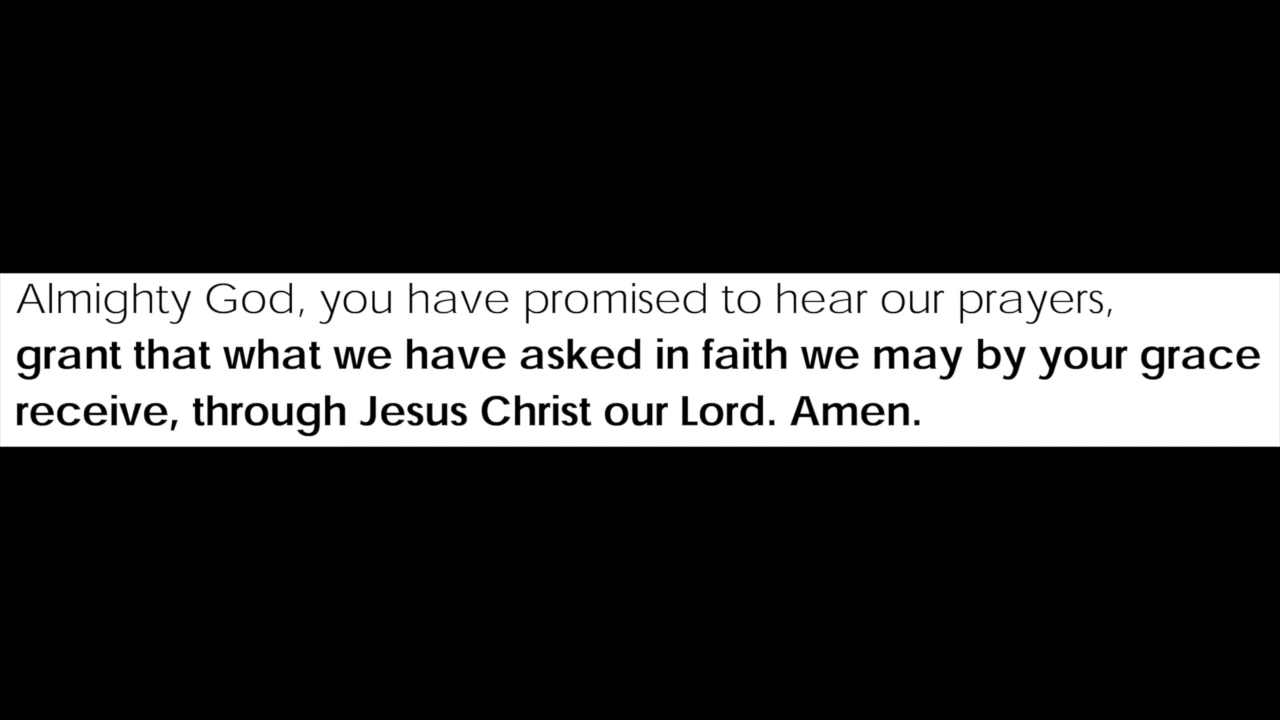 Almighty God, you have promised to hear our prayers,
grant that what we have asked in faith we may by your grace
receive, through Jesus Christ our Lord. Amen.